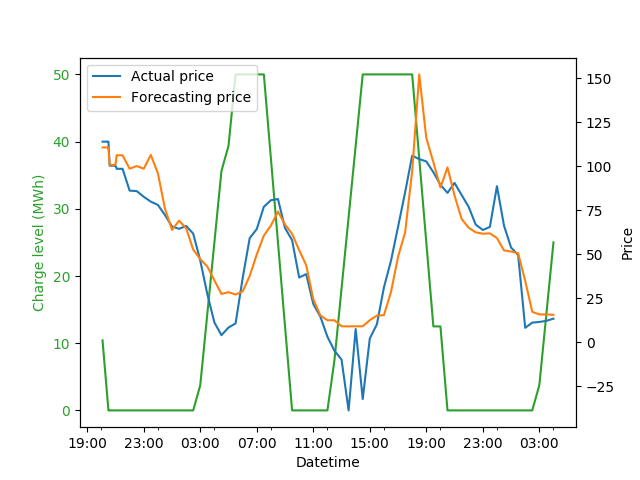 Actual price
Forecasting price
Charge level (MWh)
50
40
30
20
10
0
150
125
100
75
50
25
0
−25
Price
19:00 23:00 03:00 07:00 11:00 15:00 19:00 23:00 03:00
Datetime